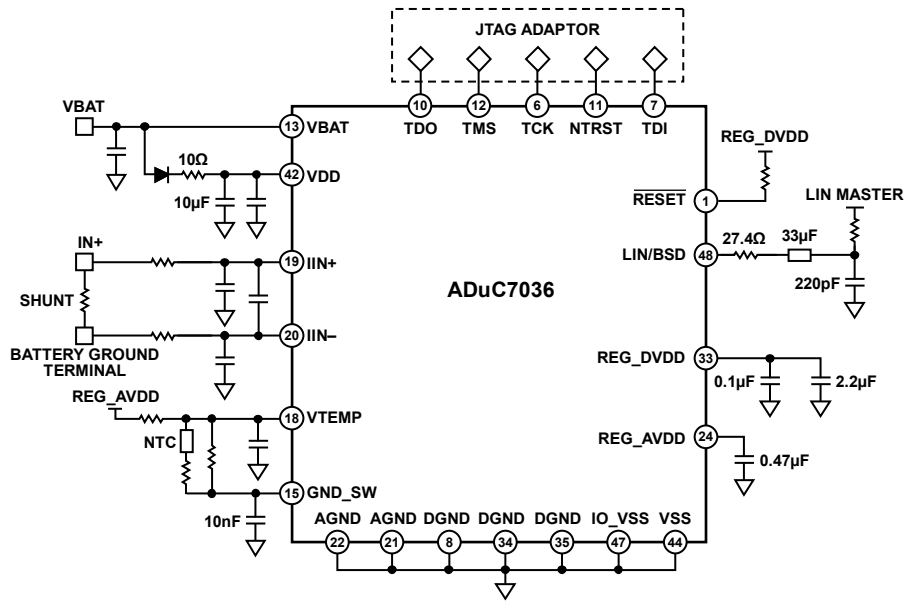 JTAG ADAPTOR
10 12 6 11 7
TDO TMS TCK NTRST TDI
VBAT
13 VBAT
10Ω
42 VDD
10µF
REG_DVDD
RESET 1
LIN MASTER
27.4Ω 33µF
LIN/BSD 48
220pF
IN+
19 IIN+
SHUNT
ADuC7036
20 IIN–
BATTERY GROUND
TERMINAL
REG_DVDD 33
0.1µF 2.2µF
REG_AVDD
18 VTEMP
NTC
REG_AVDD 24
0.47µF
15 GND_SW
10nF
AGND AGND DGND DGND DGND IO_VSS VSS
22 21 8 34 35 47 44